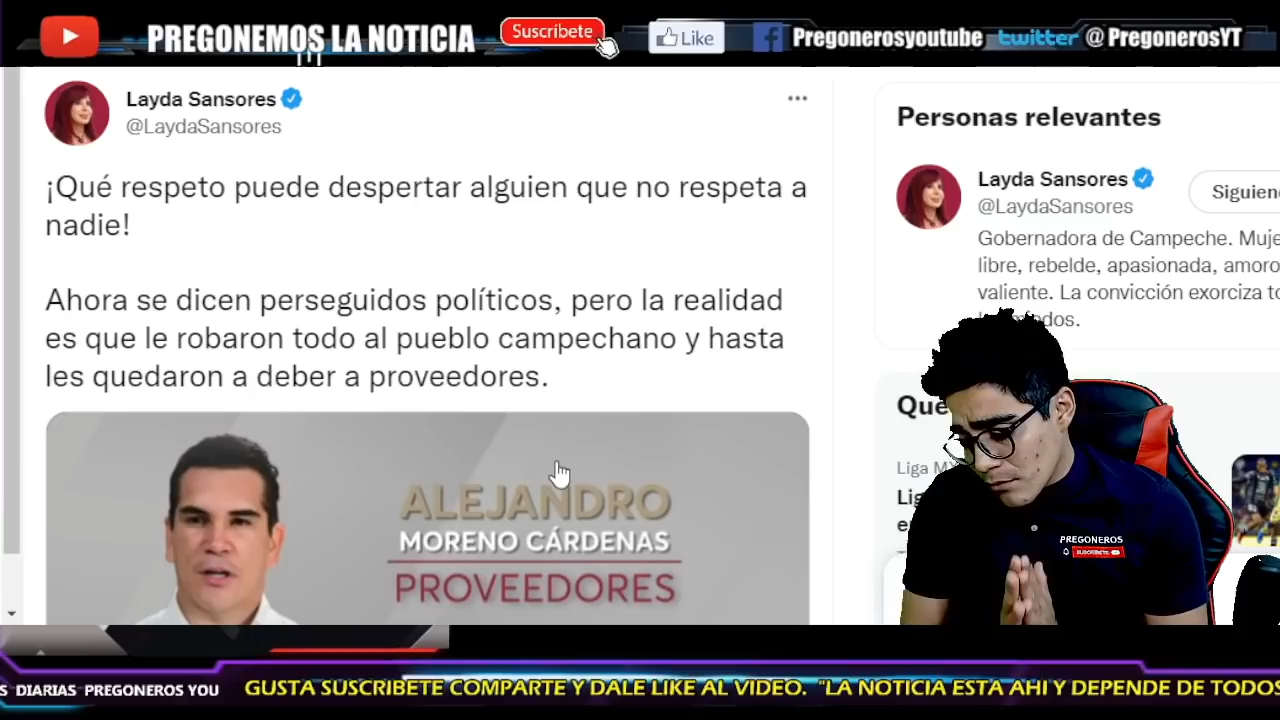 PREGONEMOS LA NOTICIA
Suscríbete
Like
Pregonerosyoutube
twitter @PregonerosYT
Layda Sansores
@LaydaSansores
¡Qué respeto puede despertar alguien que no respeta a
nadie!
Ahora se dicen perseguidos políticos, pero la realidad
es que le robaron todo al pueblo campechano y hasta
les quedaron a deber a proveedores.
ALEJANDRO
MORENO CÁRDENAS
PROVEEDORES
Personas relevantes
Layda Sansores
@LaydaSansores
Siguien
Gobernadora de Campeche. Muje
libre, rebelde, apasionada, amoro
valiente. La convicción exorciza to
Que
Liga M
Lig
e
PREGONEROS
SUSCRÍBETE
S DIARIAS PREGONEROS YOU
GUSTA SUSCRIBETE COMPARTE Y DALE LIKE AL VIDEO. "LA NOTICIA ESTA AHI Y DEPENDE DE TODOS